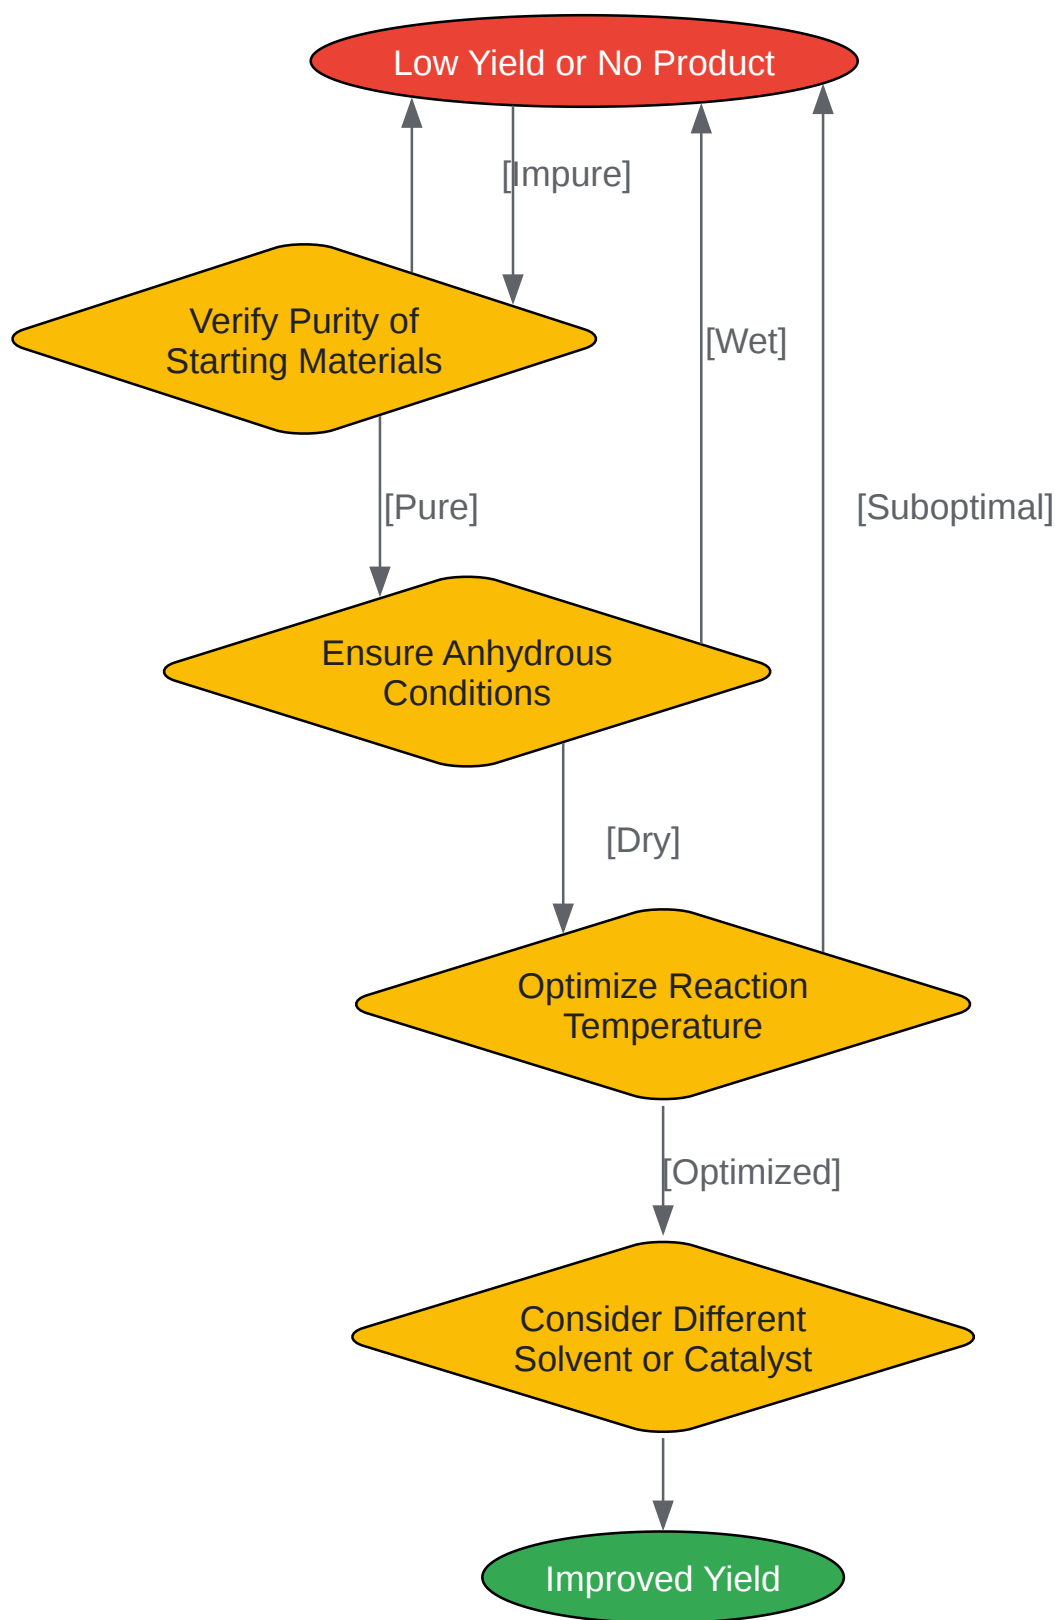 Low Yield or No Product
[Impure]
Verify Purity of
Starting Materials
[Wet]
[Pure]
[Suboptimal]
Ensure Anhydrous
Conditions
[Dry]
Optimize Reaction
Temperature
[Optimized]
Consider Different
Solvent or Catalyst
Improved Yield